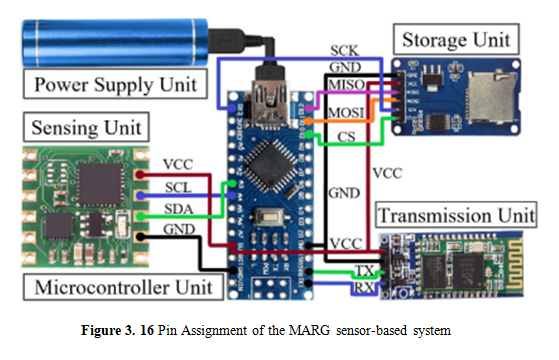 Storage Unit
SCK
GND
MISO
MOSI
CS
Power Supply Unit
Sensing Unit
VCC
SCL
SDA
GND
VCC
GND
Transmission Unit
VCC
TX
RX
Microcontroller Unit
Figure 3. 16 Pin Assignment of the MARG sensor-based system